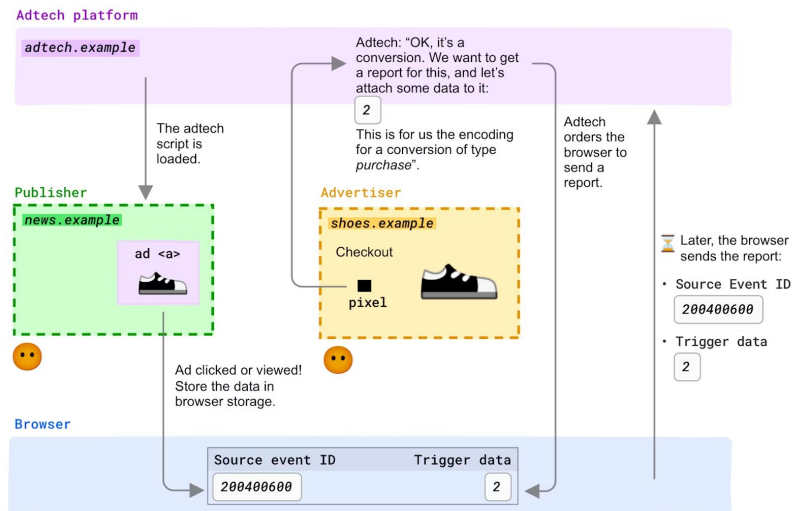 Adtech platform
adtech.example
Adtech: “OK, it’s a
conversion. We want to get
a report for this, and let’s
attach some data to it:
2
This is for us the encoding
for a conversion of type
purchase”.
The adtech
script is
loaded.
Adtech
orders the
browser to
send a
report.
Publisher
news.example
ad <a>
Advertiser
shoes.example
Checkout
pixel
⏳ Later, the browser
sends the report:
• Source Event ID
200400600
• Trigger data
2
Ad clicked or viewed!
Store the data in
browser storage.
Browser
Source event ID Trigger data
200400600 2